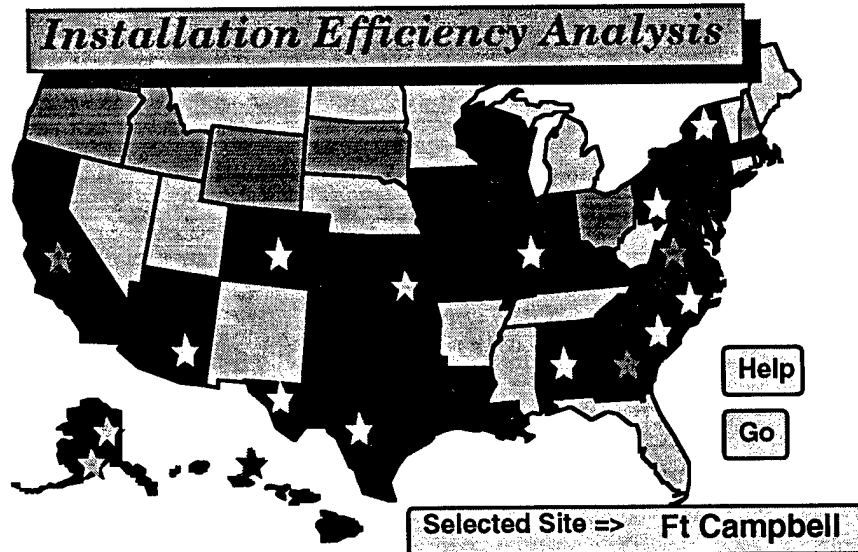 Installation Efficiency Analysis
Help
Go
Selected Site => Ft Campbell